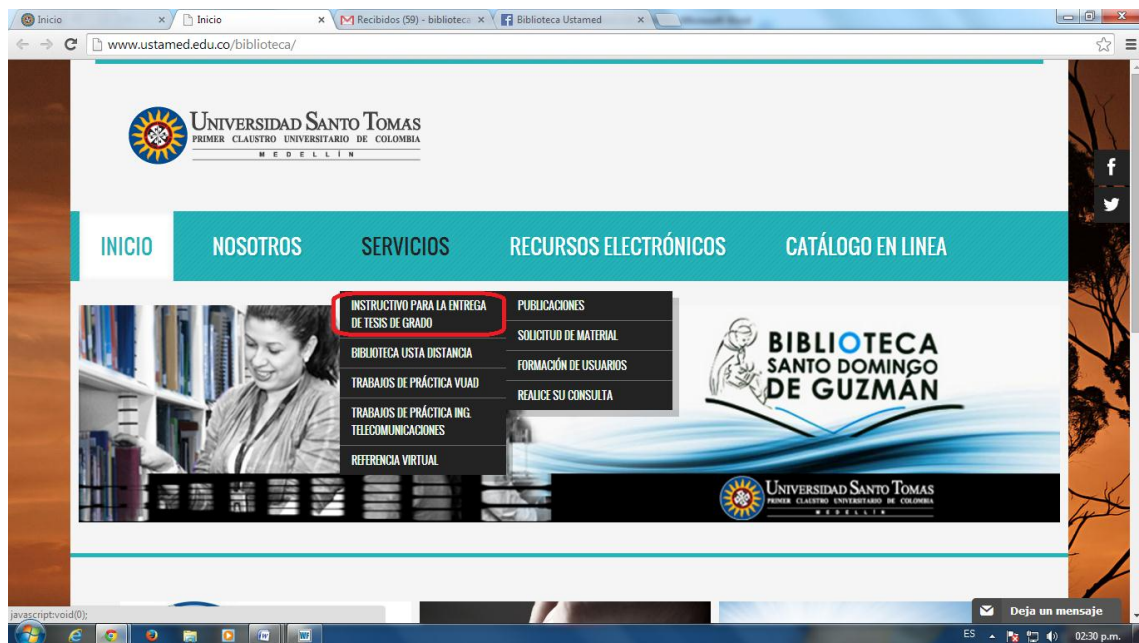 Inicio
Inicio
Recibidos (59) - biblioteca
Biblioteca Ustamed
www.ustamed.edu.co/biblioteca/
UNIVERSIDAD SANTO TOMAS
PRIMER CLAUSTRO UNIVERSITARIO DE COLOMBIA
MEDELLÍN
INICIO
NOSOTROS
SERVICIOS
RECURSOS ELECTRÓNICOS
CATÁLOGO EN LINEA
INSTRUCTIVO PARA LA ENTREGA
DE TESIS DE GRADO
BIBLIOTECA USTA DISTANCIA
TRABAJOS DE PRÁCTICA VUAD
TRABAJOS DE PRÁCTICA ING.
TELECOMUNICACIONES
REFERENCIA VIRTUAL
PUBLICACIONES
SOLICITUD DE MATERIAL
FORMACIÓN DE USUARIOS
REALICE SU CONSULTA
BIBLIOTECA
SANTO DOMINGO
DE GUZMÁN
UNIVERSIDAD SANTO TOMAS
PRIMER CLAUSTRO UNIVERSITARIO DE COLOMBIA
MEDELLÍN
Deja un mensaje
javascript:void(0);
ES
02:30 p.m.